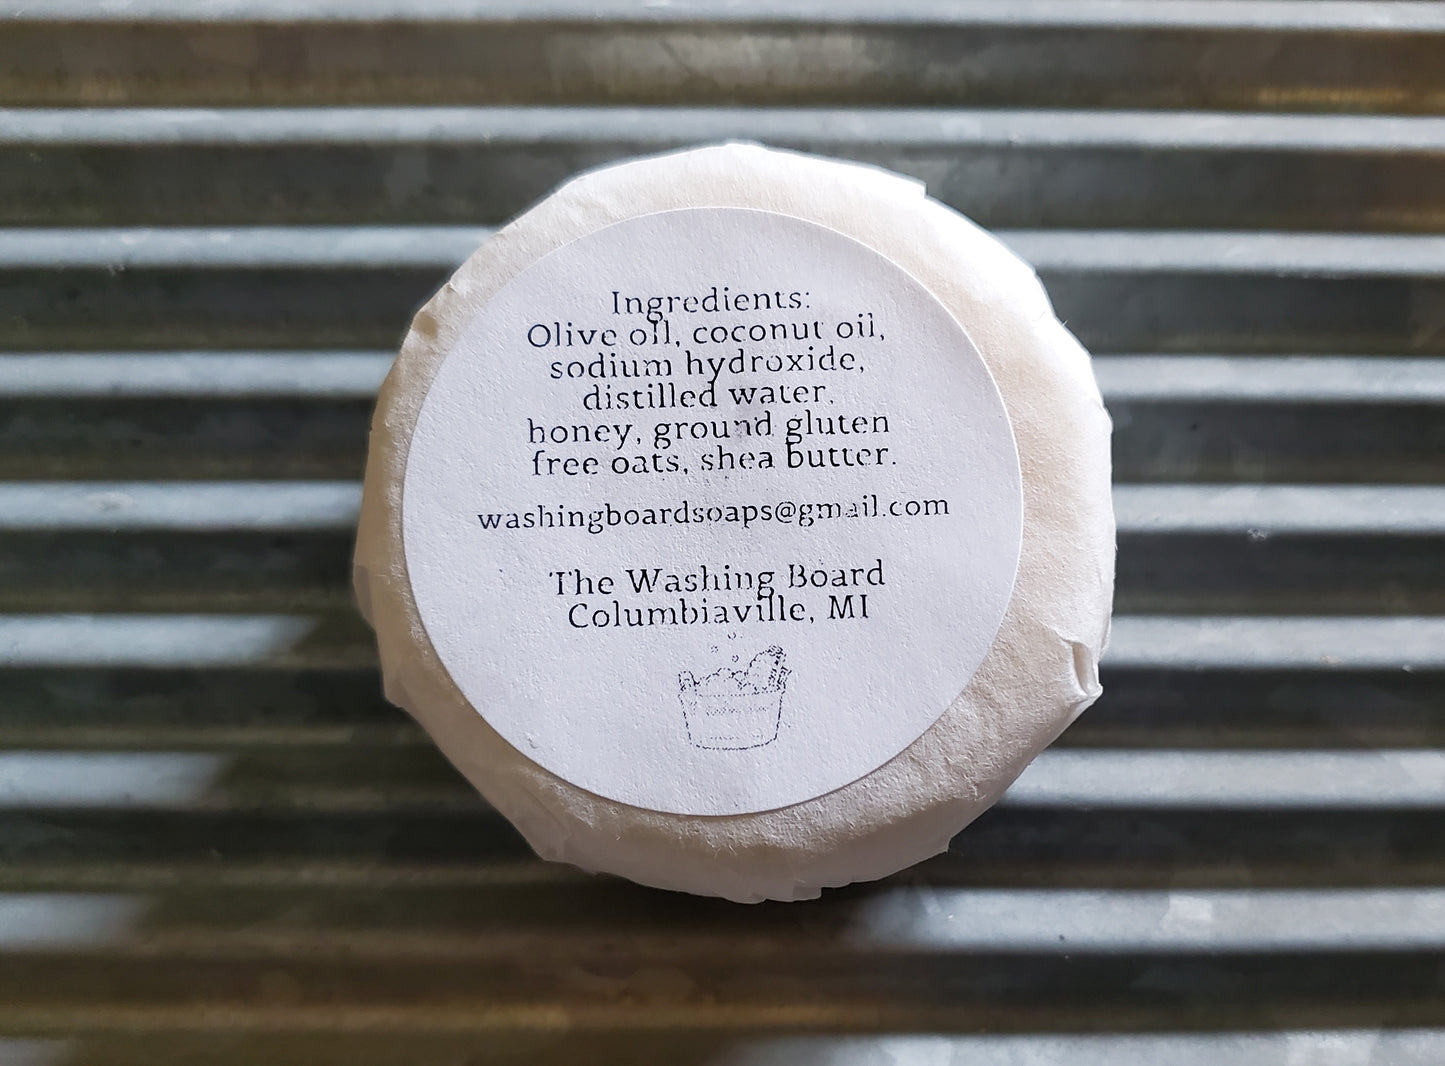 Ingredients:
Olive oil, coconut oil,
sodium hydroxide,
distilled water,
honey, ground gluten
free oats, shea butter.
washingboardsoaps@gmail.com
The Washing Board
Columbiaville, MI